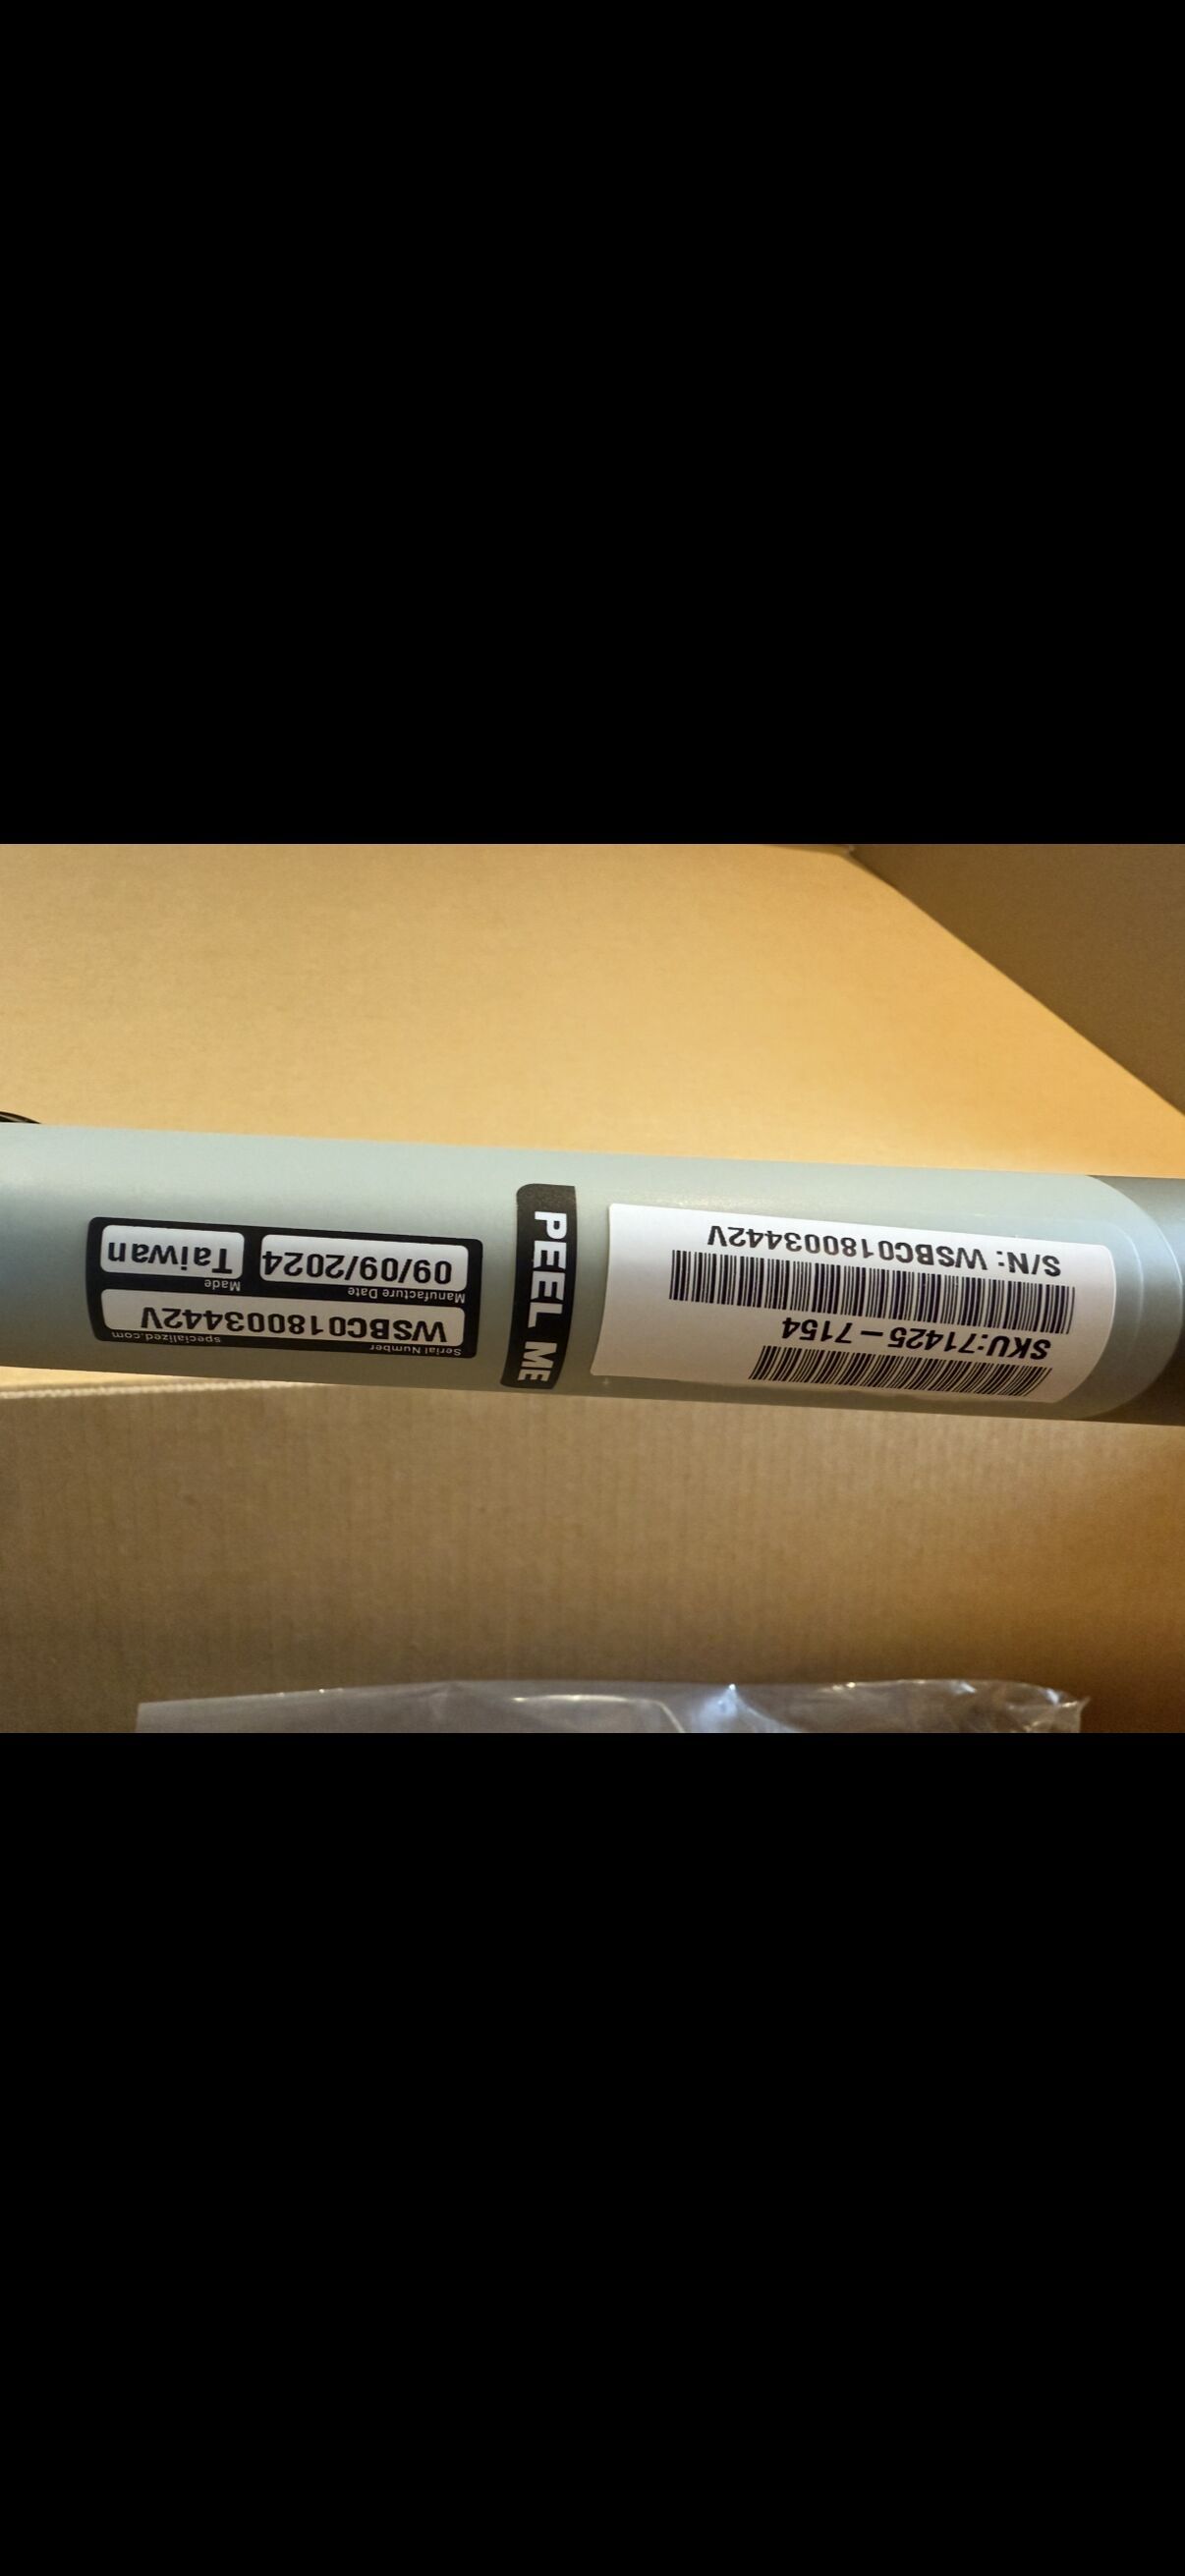 S/N: WSBC018003442V
SKU:71425-7154
PEEL ME
Serial Number
specialized.com
WSBC018003442V
Manufacture Date
Made
09/09/2024
Taiwan